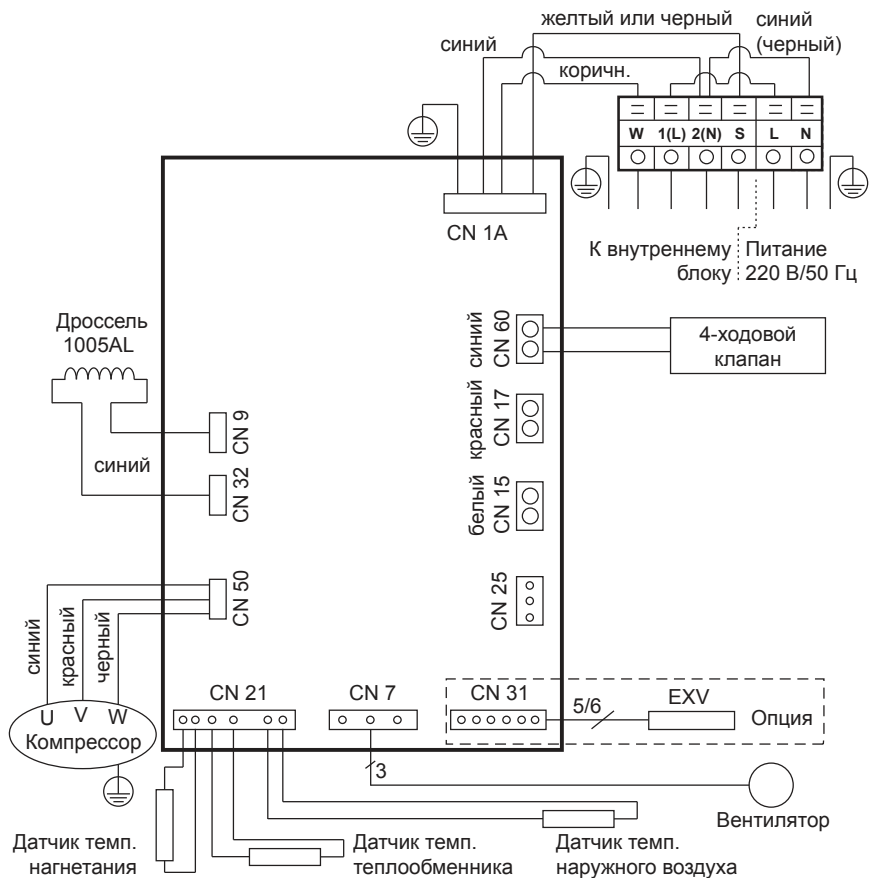 желтый или черный
синий
(черный)
синий
коричн.
W 1(L) 2(N) S L N
CN 1A
К внутреннему
блоку
Питание
220 В/50 Гц
Дроссель
1005AL
синий
CN 9
CN 32
CN 50
синий
CN 60
4-ходовой
клапан
красный
CN 17
белый
CN 15
CN 25
синий
красный
черный
U V W
Компрессор
CN 21
CN 7
CN 31
5/6
EXV
Опция
3
Вентилятор
Датчик темп.
нагнетания
Датчик темп.
теплообменника
Датчик темп.
наружного воздуха